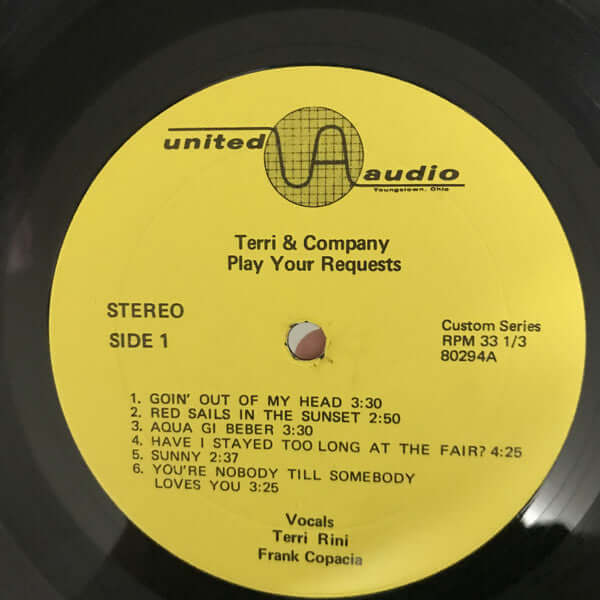 united UA audio
Youngstown, Ohio
Terri & Company
Play Your Requests
STEREO
SIDE 1
Custom Series
RPM 33 1/3
80294A
1. GOIN' OUT OF MY HEAD 3:30
2. RED SAILS IN THE SUNSET 2:50
3. AQUA GI BEBER 3:30
4. HAVE I STAYED TOO LONG AT THE FAIR? 4:25
5. SUNNY 2:37
6. YOU'RE NOBODY TILL SOMEBODY
LOVES YOU 3:25
Vocals
Terri Rini
Frank Copacia